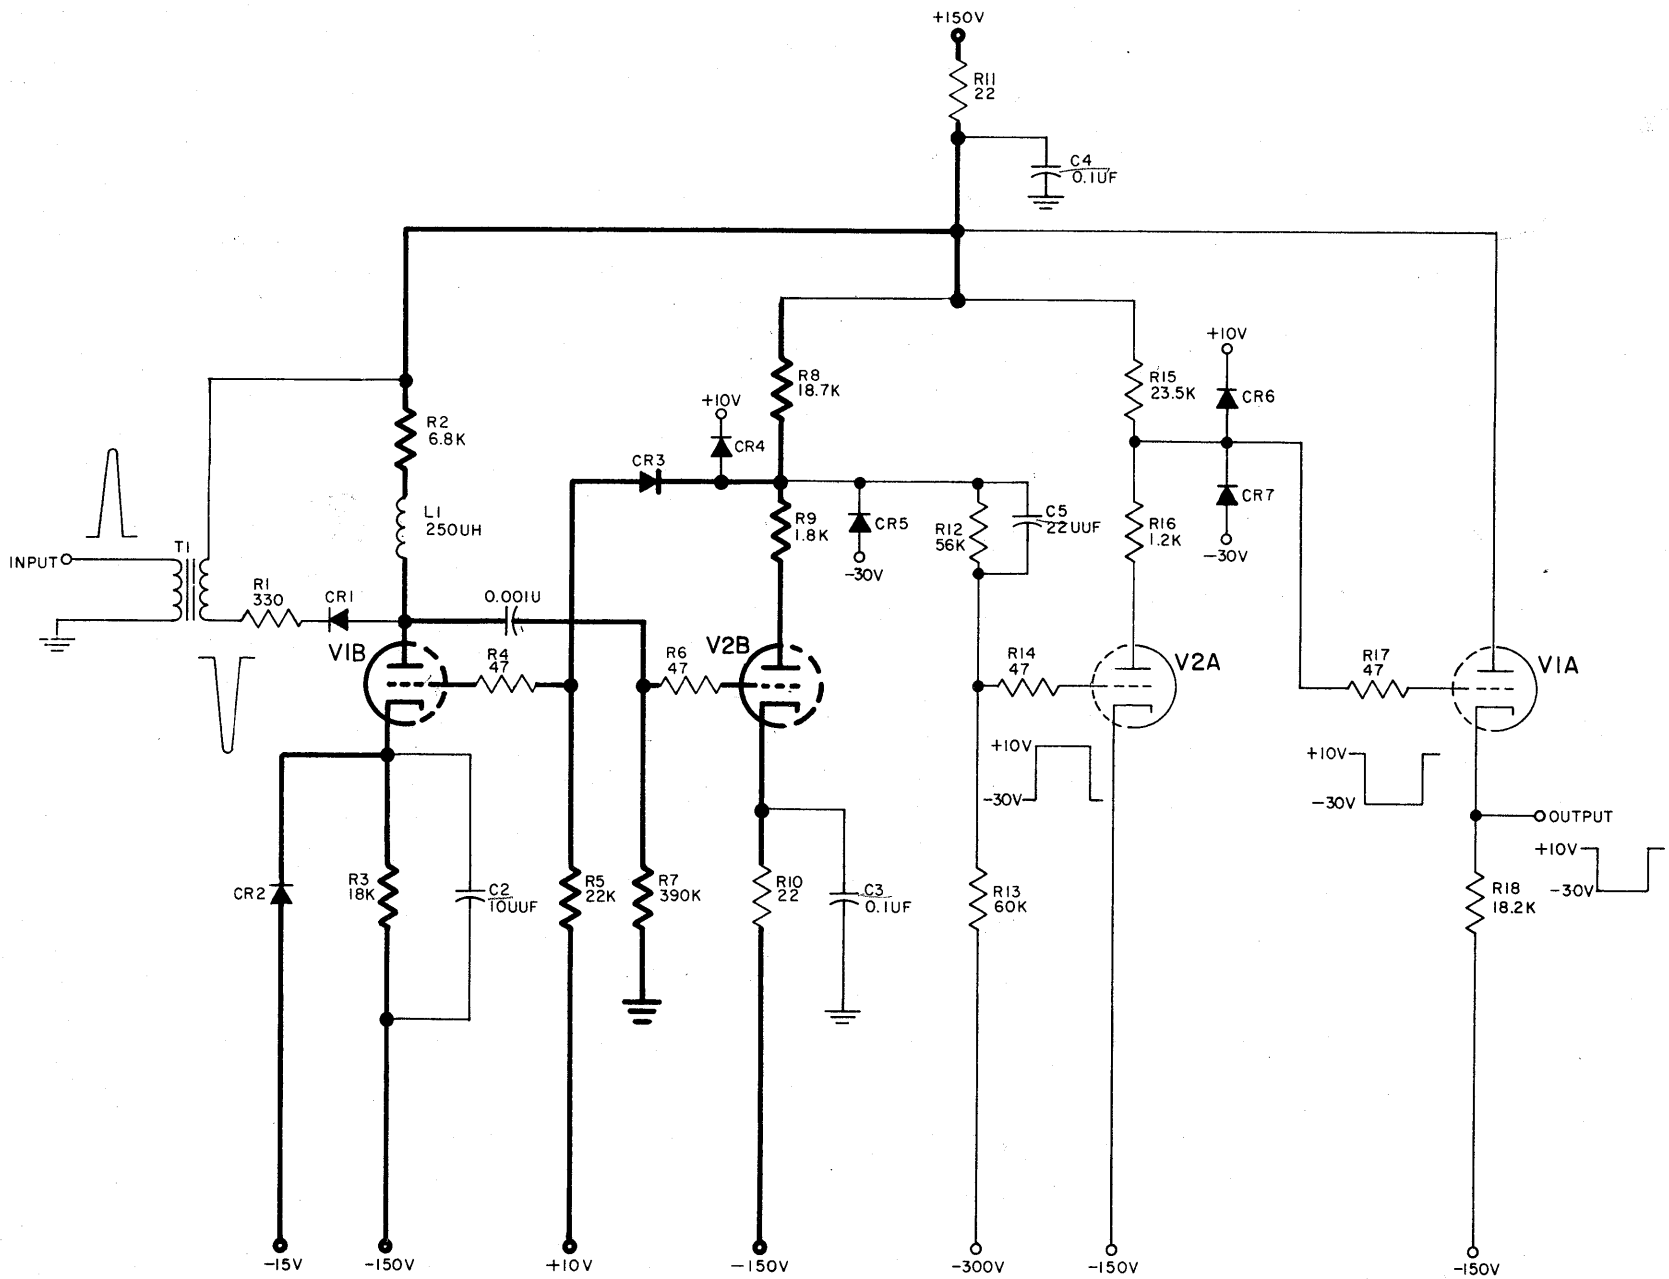 +150V
R11
22
C4
0.1UF
+10V
CR6
R15
23.5K
R8
18.7K
+10V
CR4
CR3
R2
6.8K
CR7
-30V
L1
250UH
R9
1.8K
CR5
-30V
R12
56K
C5
22UUF
R16
1.2K
INPUT
T1
R1
330
CR1
0.001U
V1B
R4
47
R6
47
V2B
R14
47
V2A
R17
47
V1A
+10V
-30V
+10V
-30V
OUTPUT
+10V
-30V
CR2
R3
18K
C2
10UUF
R5
22K
R7
390K
R10
22
C3
0.1UF
R13
60K
R18
18.2K
-15V
-150V
+10V
-150V
-300V
-150V
-150V